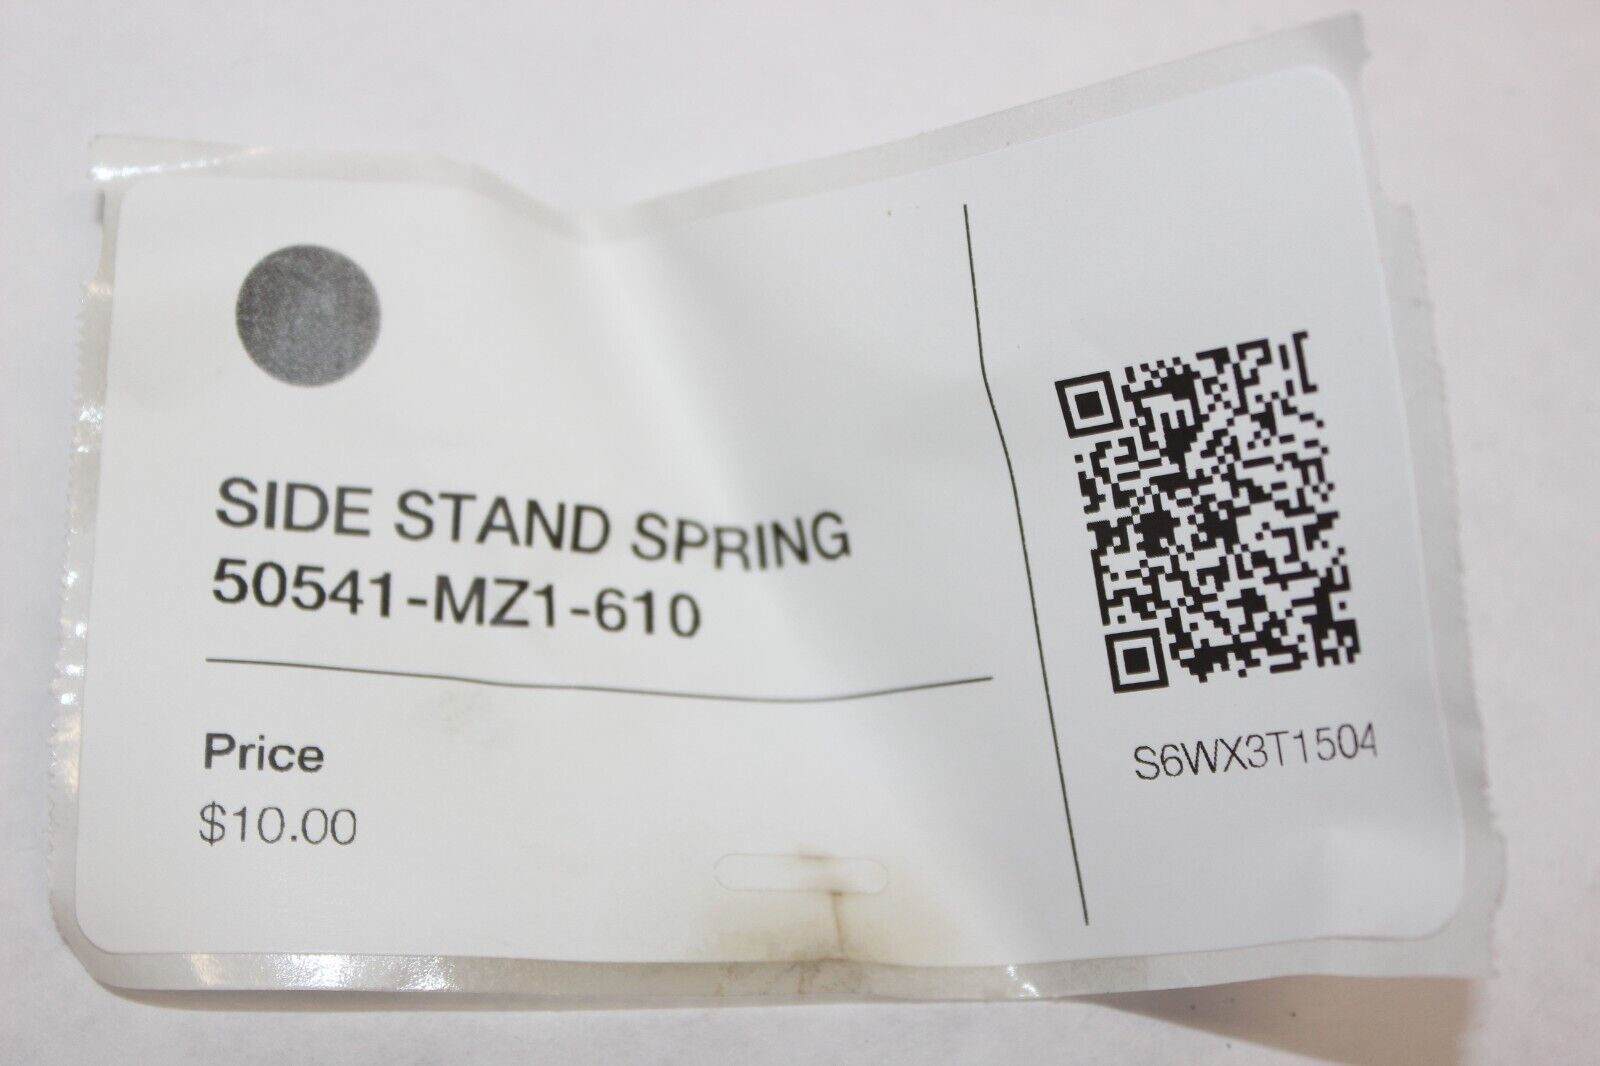 SIDE STAND SPRING
50541-MZ1-610
Price
$10.00
S6WX3T1504